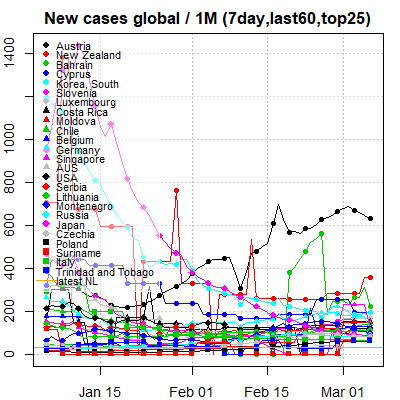 New cases global / 1M (7day,last60,top25)
Austria
New Zealand
Bahrain
Cyprus
Korea, South
Slovenia
Luxembourg
Costa Rica
Moldova
Chile
Belgium
Germany
Singapore
AUS
USA
Serbia
Lithuania
Montenegro
Russia
Japan
Czechia
Poland
Suriname
Italy
Trinidad and Tobago
latest NL
0
200
400
600
800
1000
1200
1400
Jan 15
Feb 01
Feb 15
Mar 01